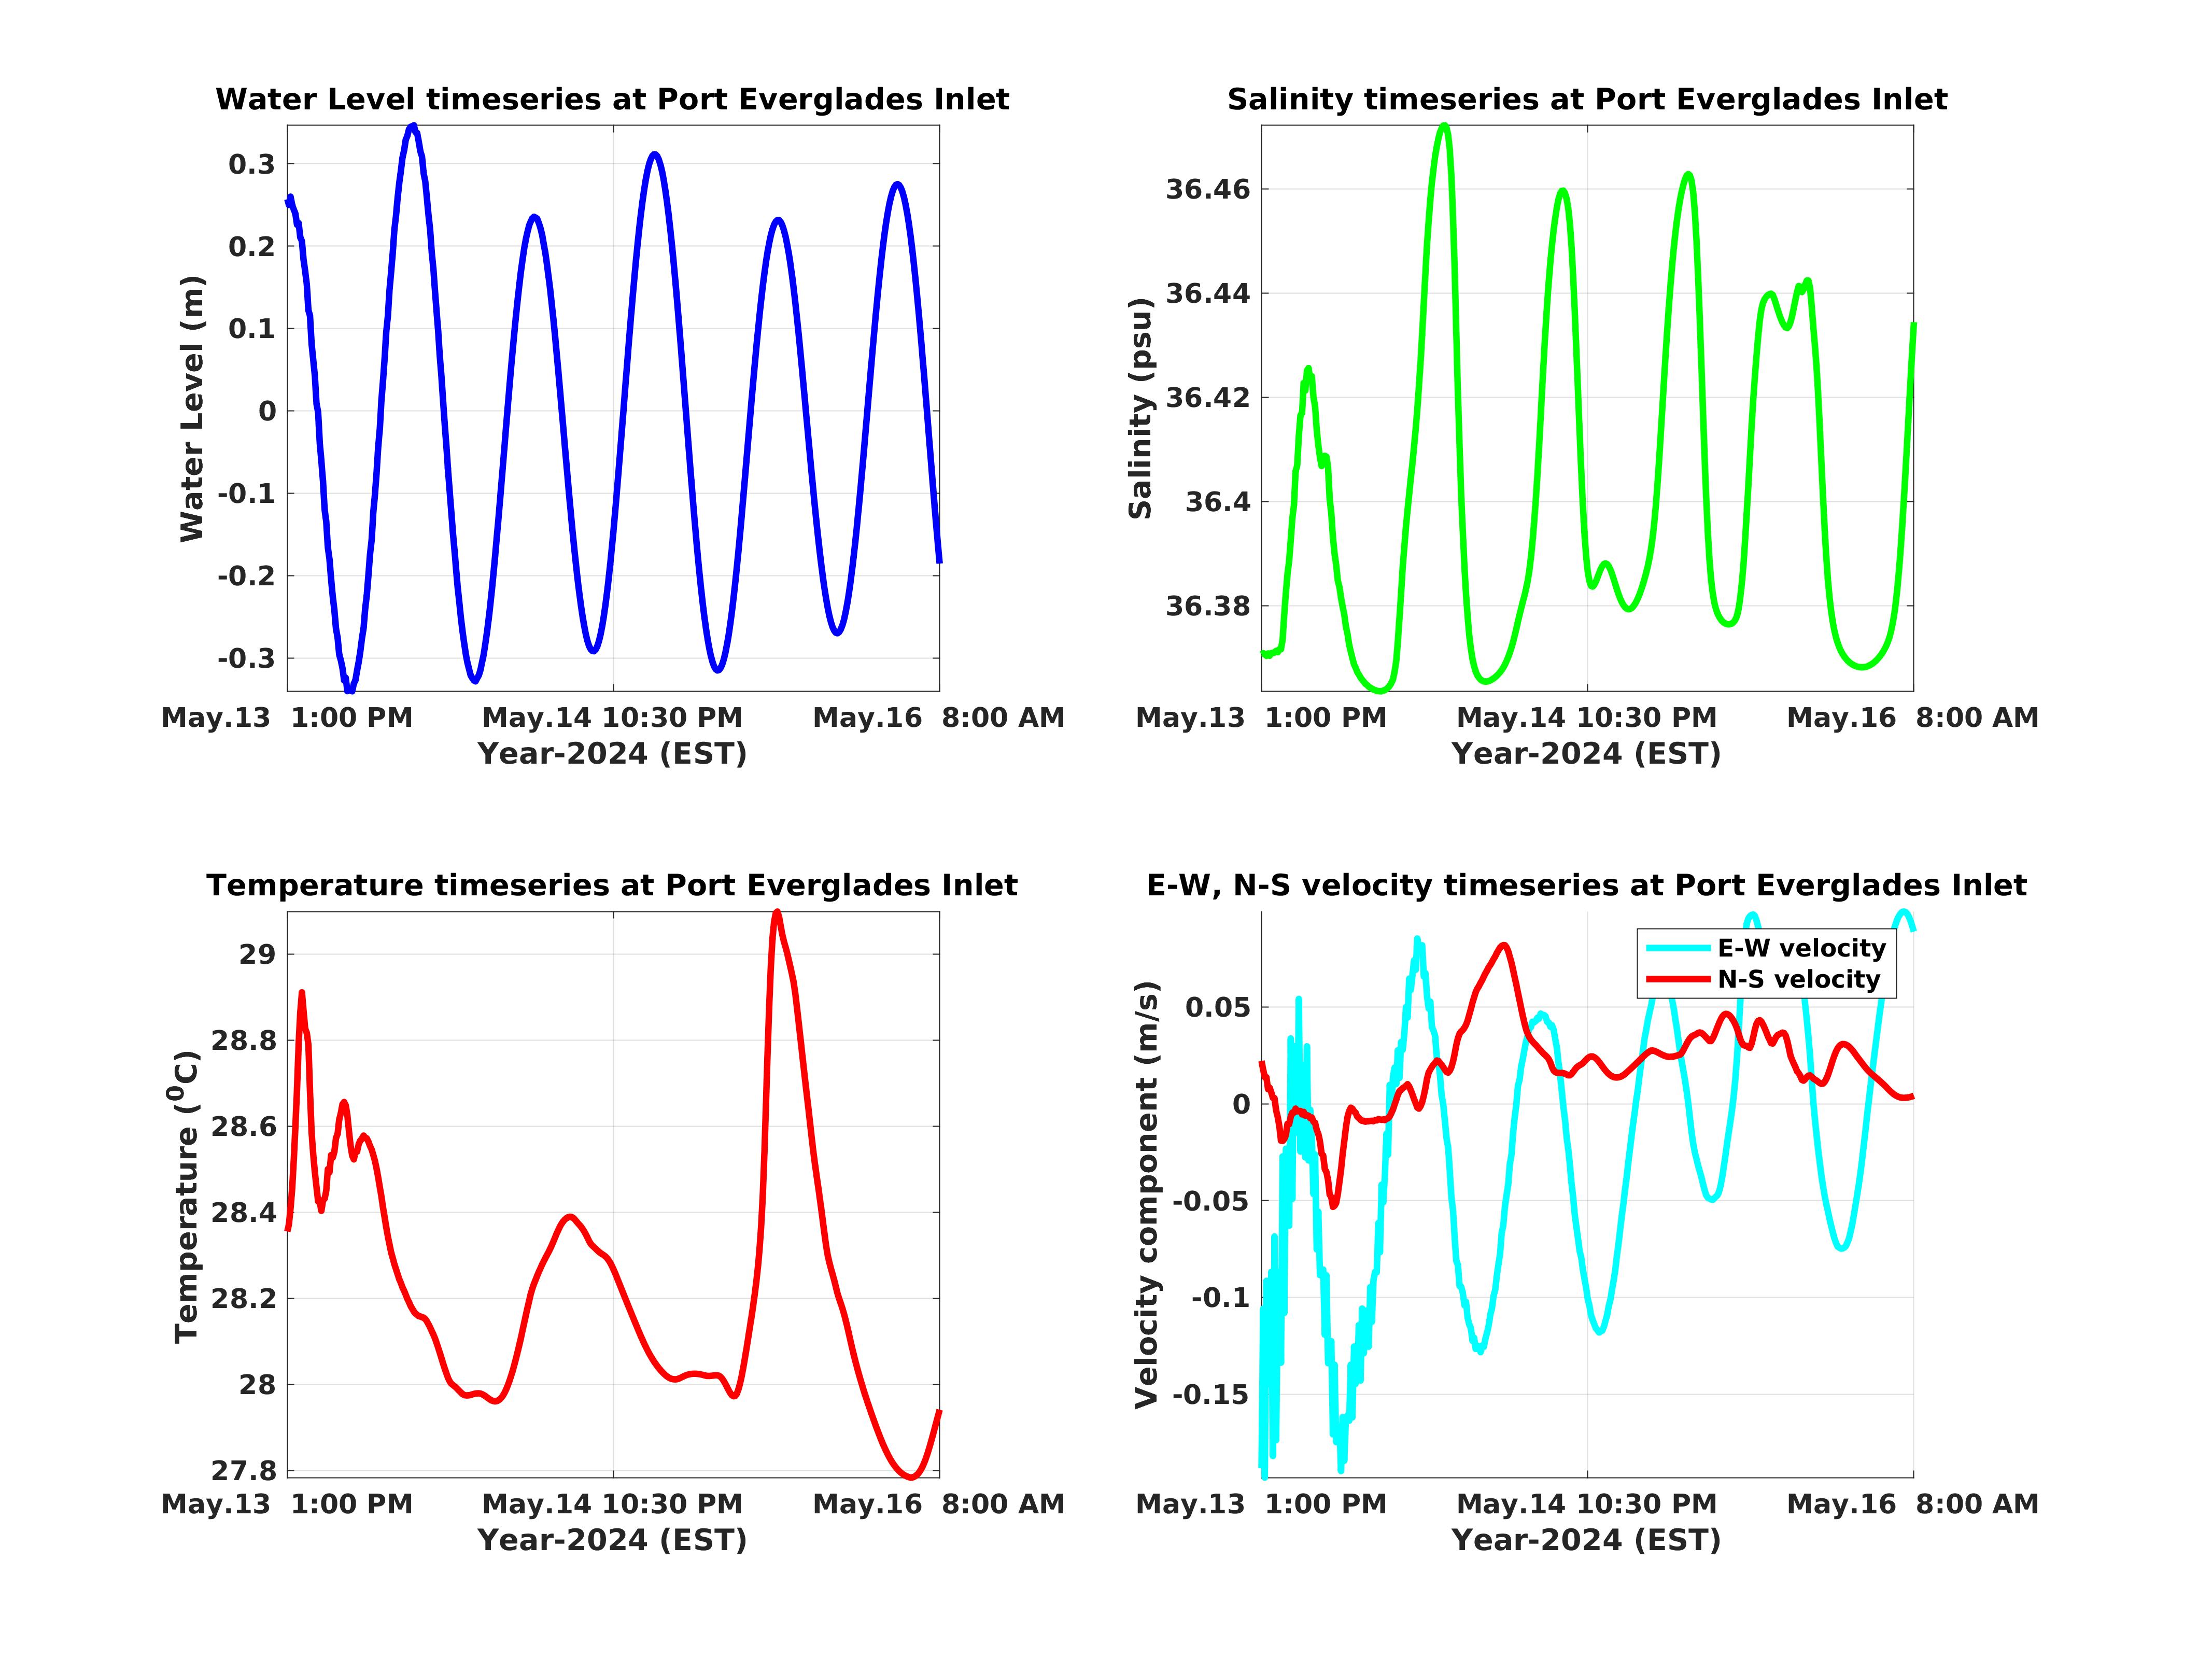 Water Level timeseries at Port Everglades Inlet
Water Level (m)
0.3
0.2
0.1
0
-0.1
-0.2
-0.3
May.13 1:00 PM
May.14 10:30 PM
May.16 8:00 AM
Year-2024 (EST)
Salinity timeseries at Port Everglades Inlet
Salinity (psu)
36.46
36.44
36.42
36.4
36.38
May.13 1:00 PM
May.14 10:30 PM
May.16 8:00 AM
Year-2024 (EST)
Temperature timeseries at Port Everglades Inlet
Temperature (⁰C)
29
28.8
28.6
28.4
28.2
28
27.8
May.13 1:00 PM
May.14 10:30 PM
May.16 8:00 AM
Year-2024 (EST)
E-W, N-S velocity timeseries at Port Everglades Inlet
Velocity component (m/s)
0.05
0
-0.05
-0.1
-0.15
E-W velocity
N-S velocity
May.13 1:00 PM
May.14 10:30 PM
May.16 8:00 AM
Year-2024 (EST)